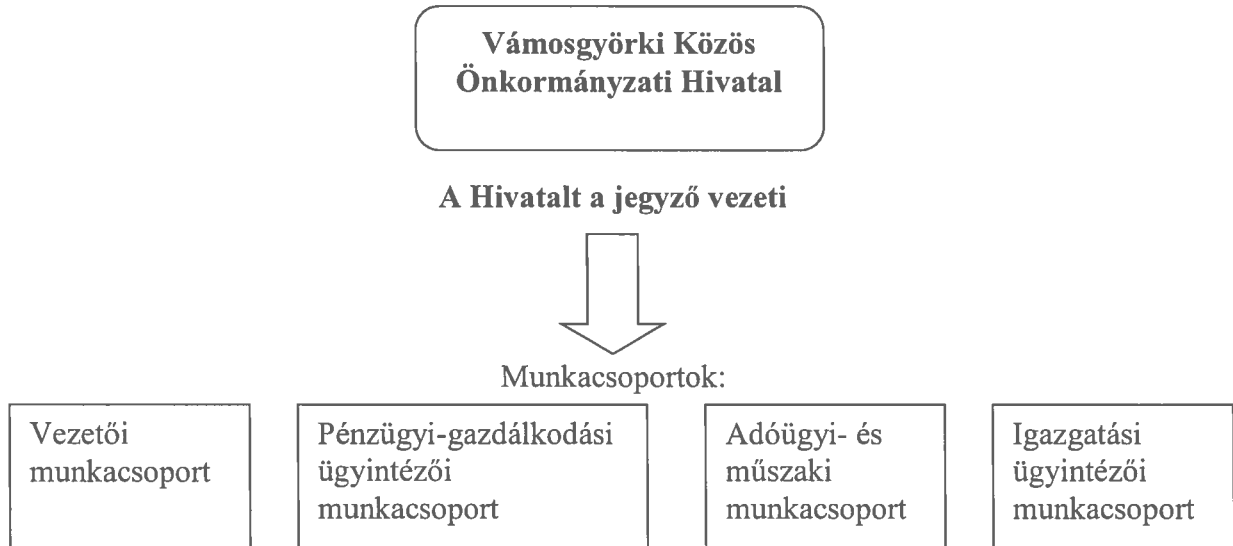 Vámosgyörki Közös
Önkormányzati Hivatal
A Hivatalt a jegyző vezeti
Munkacsoportok:
Vezetői
munkacsoport
Pénzügyi-gazdálkodási
ügyintézői
munkacsoport
Adóügyi- és
műszaki
munkacsoport
Igazgatási
ügyintézői
munkacsoport